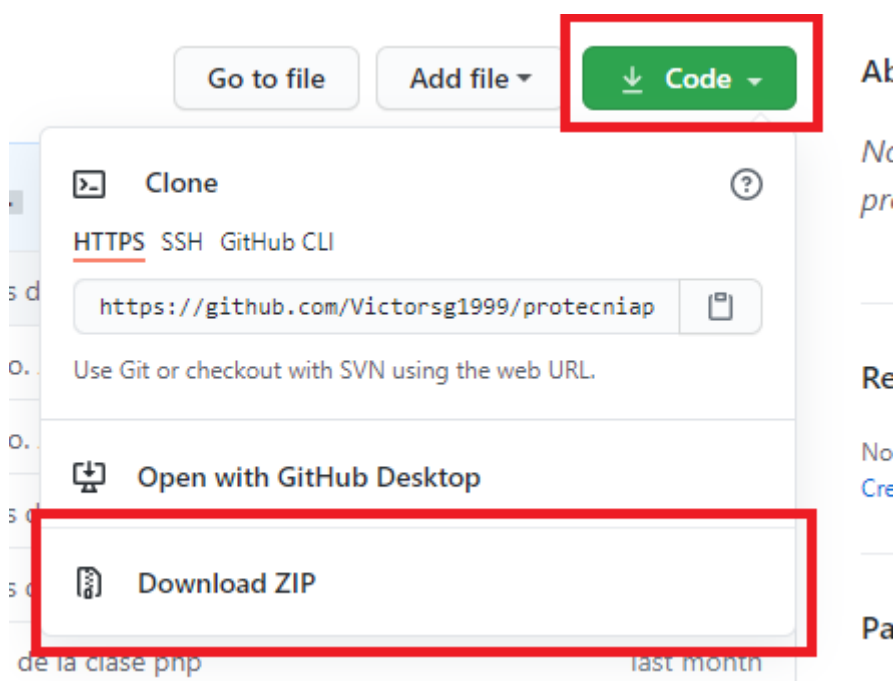 Go to file Add file Code
Clone
HTTPS SSH GitHub CLI
https://github.com/Victorsg1999/protecniap
Use Git or checkout with SVN using the web URL.
Open with GitHub Desktop
Download ZIP
de la clase php last month